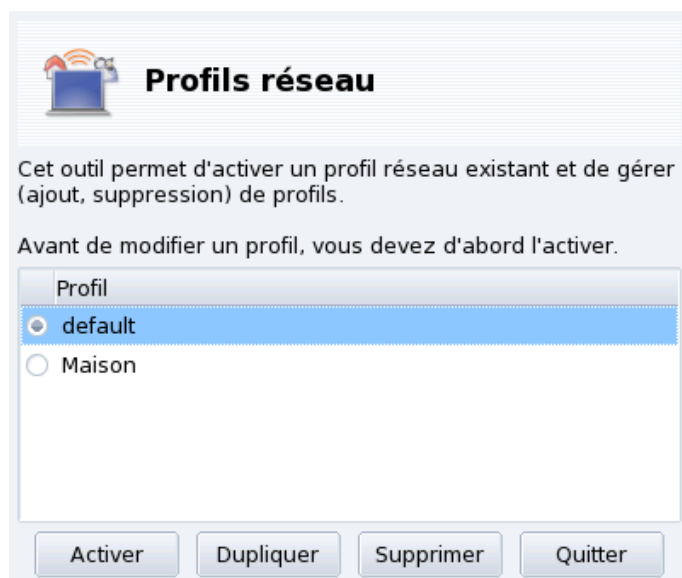 Profils réseau
Cet outil permet d'activer un profil réseau existant et de gérer
(ajout, suppression) de profils.
Avant de modifier un profil, vous devez d'abord l'activer.
Profil
default
Maison
Activer Dupliquer Supprimer Quitter